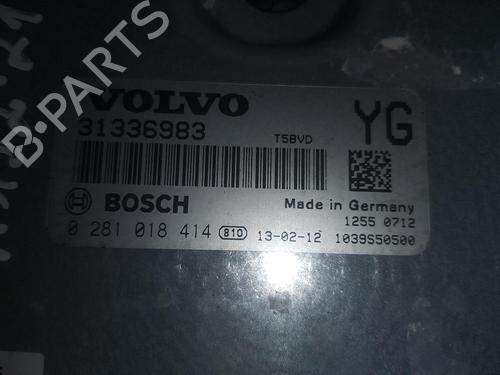 VOLVO
31336983
T5BVD
YG
BOSCH
Made in Germany
1255 0712
0 281 018 414 810 13-02-12 1039S50500
B-PARTS